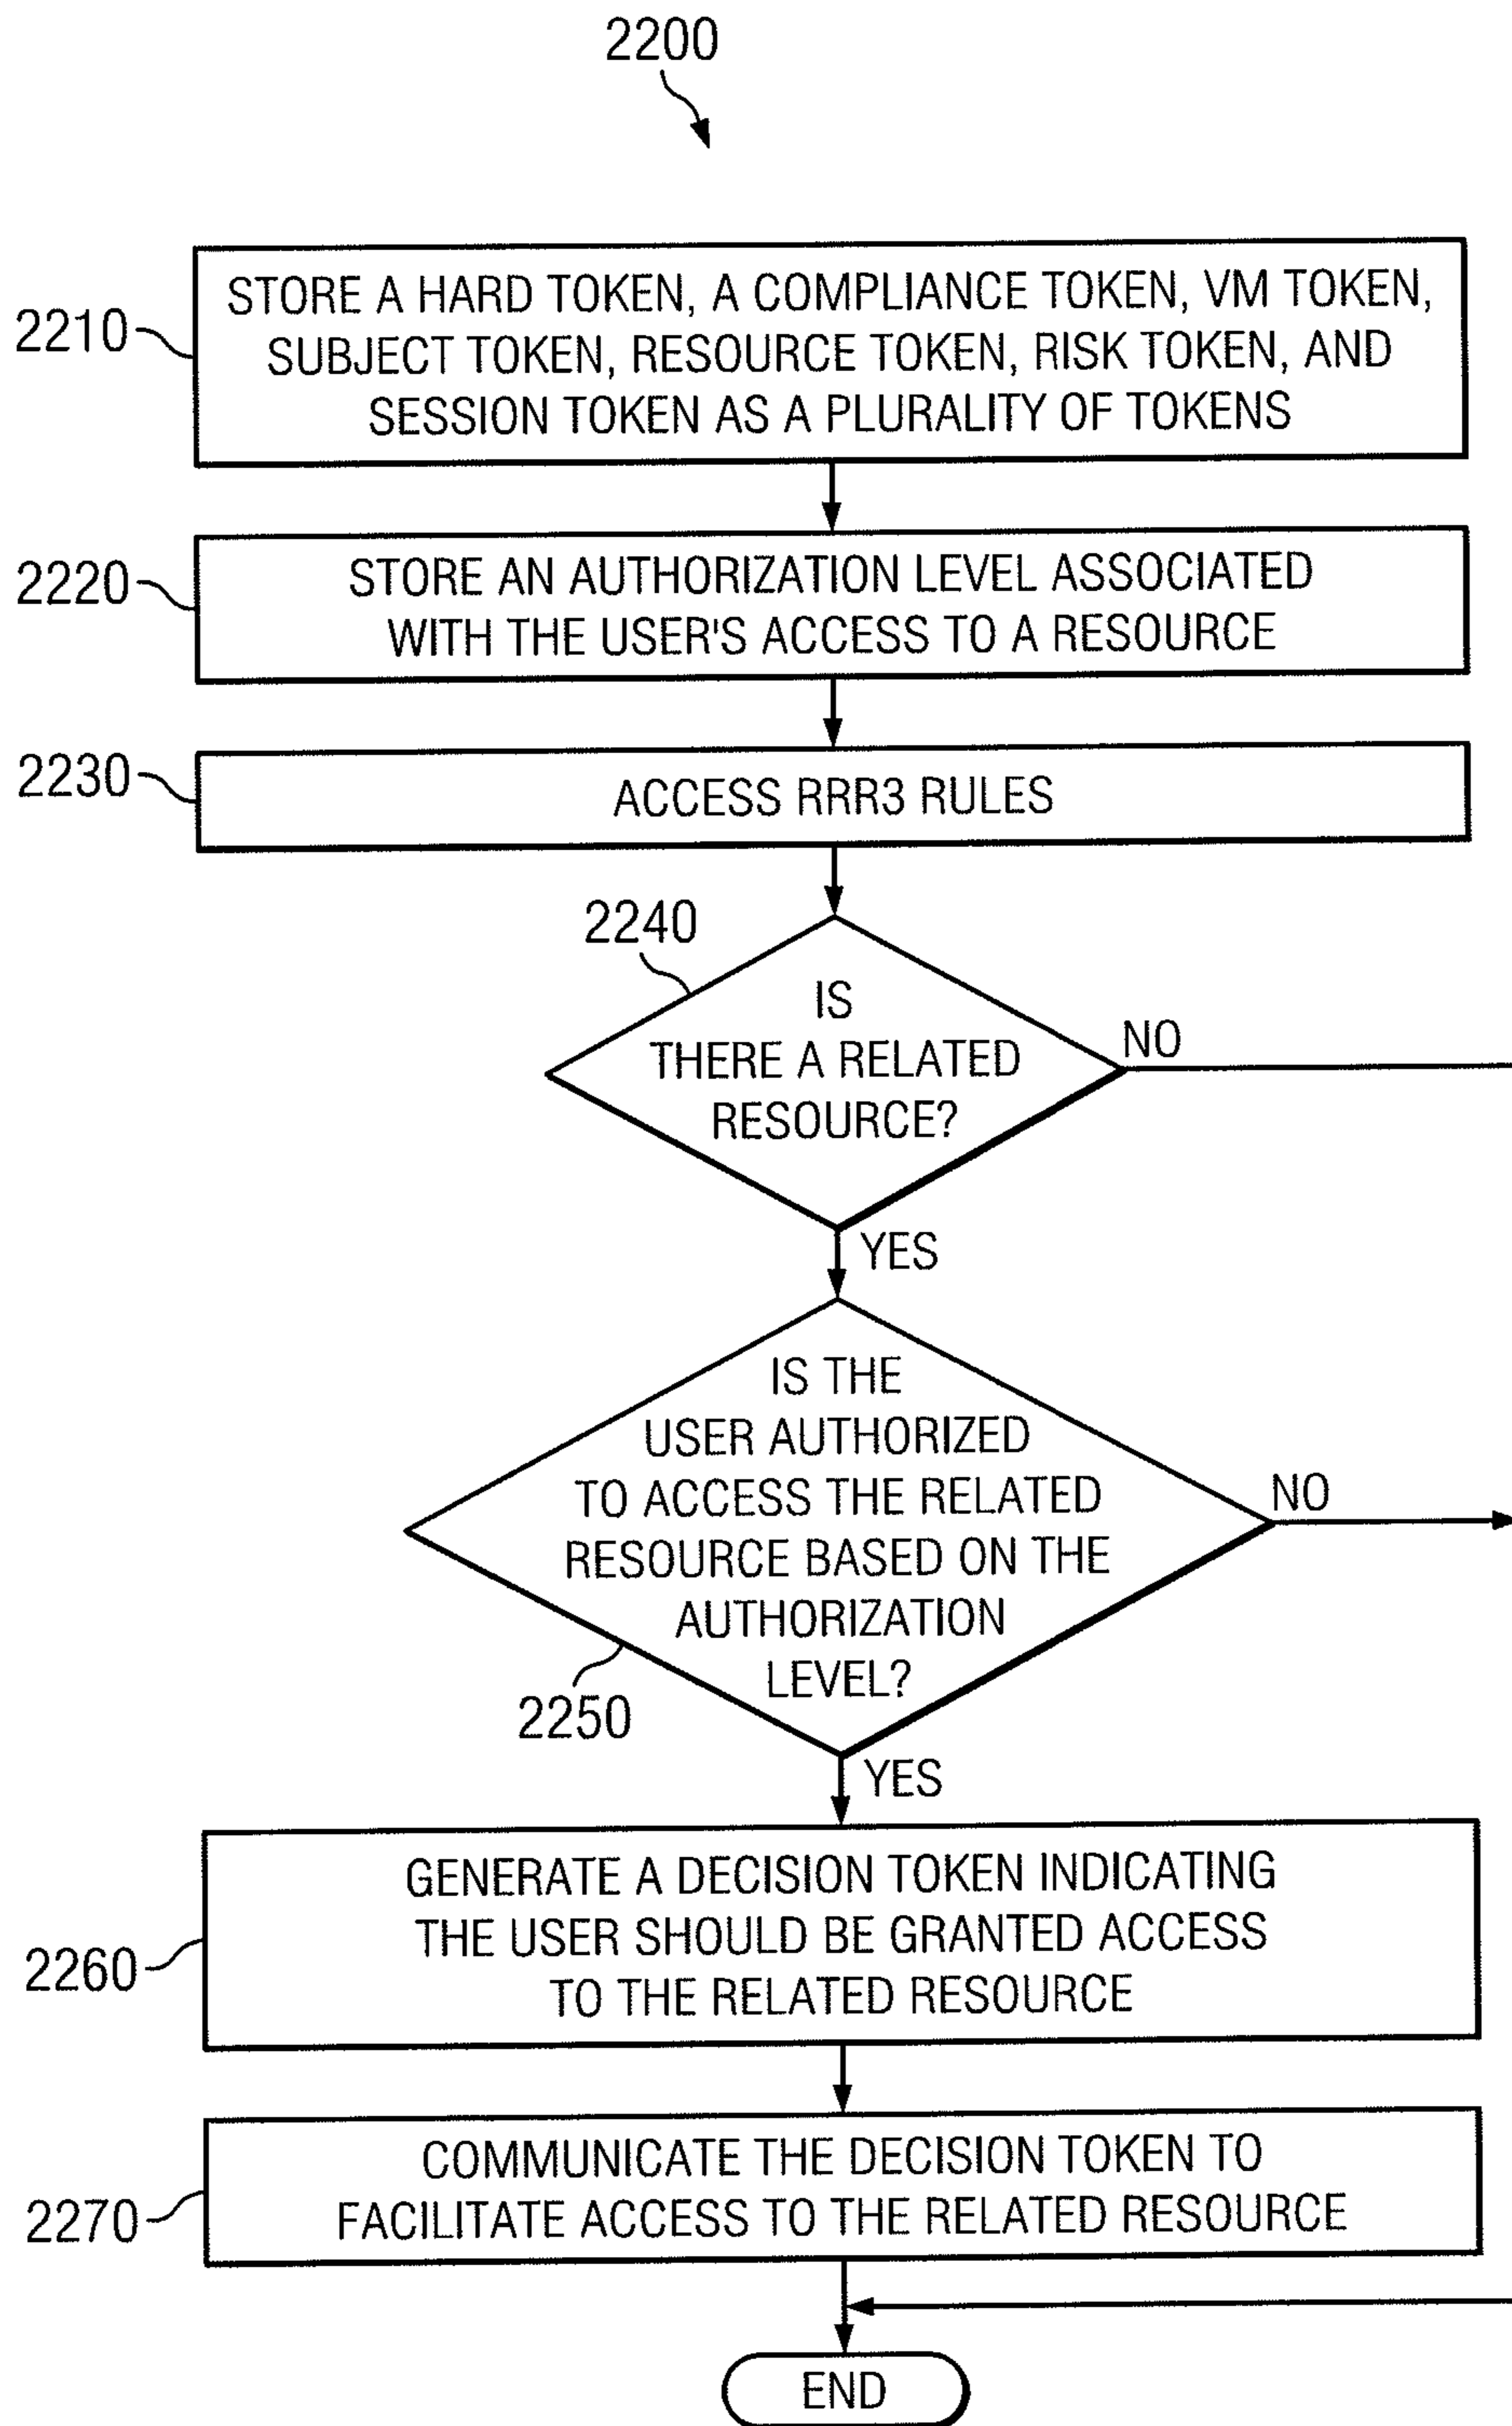 2200
2210
STORE A HARD TOKEN, A COMPLIANCE TOKEN, VM TOKEN,
SUBJECT TOKEN, RESOURCE TOKEN, RISK TOKEN, AND
SESSION TOKEN AS A PLURALITY OF TOKENS
2220
STORE AN AUTHORIZATION LEVEL ASSOCIATED
WITH THE USER'S ACCESS TO A RESOURCE
2230
ACCESS RRR3 RULES
2240
IS
THERE A RELATED
RESOURCE?
NO
YES
IS THE
USER AUTHORIZED
TO ACCESS THE RELATED
RESOURCE BASED ON THE
AUTHORIZATION
LEVEL?
NO
2250
YES
2260
GENERATE A DECISION TOKEN INDICATING
THE USER SHOULD BE GRANTED ACCESS
TO THE RELATED RESOURCE
2270
COMMUNICATE THE DECISION TOKEN TO
FACILITATE ACCESS TO THE RELATED RESOURCE
END